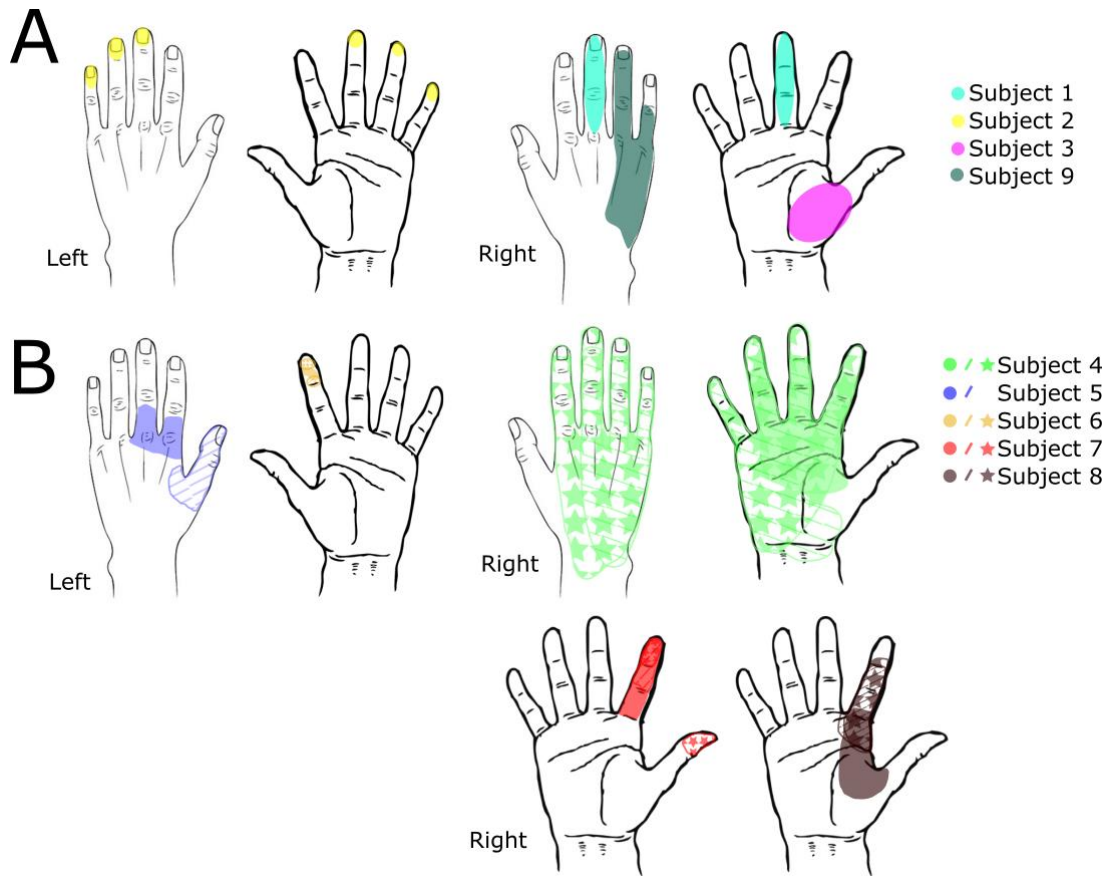 A
Left
Right
Subject 1
Subject 2
Subject 3
Subject 9
B
Left
Right
Subject 4
Subject 5
Subject 6
Subject 7
Subject 8
Right